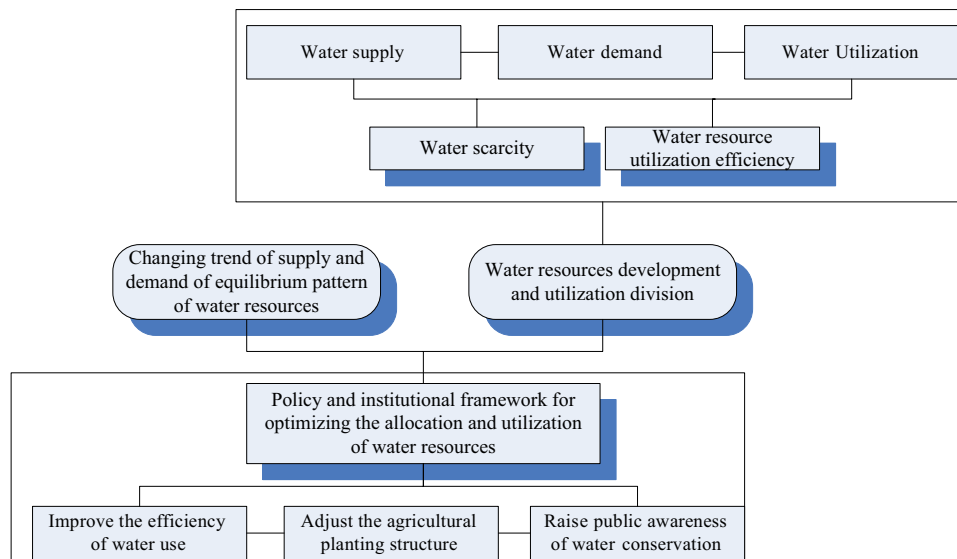 Water supply
Water demand
Water Utilization
Water scarcity
Water resource
utilization efficiency
Changing trend of supply and
demand of equilibrium pattern
of water resources
Water resources development
and utilization division
Policy and institutional framework for
optimizing the allocation and utilization
of water resources
Improve the efficiency
of water use
Adjust the agricultural
planting structure
Raise public awareness
of water conservation